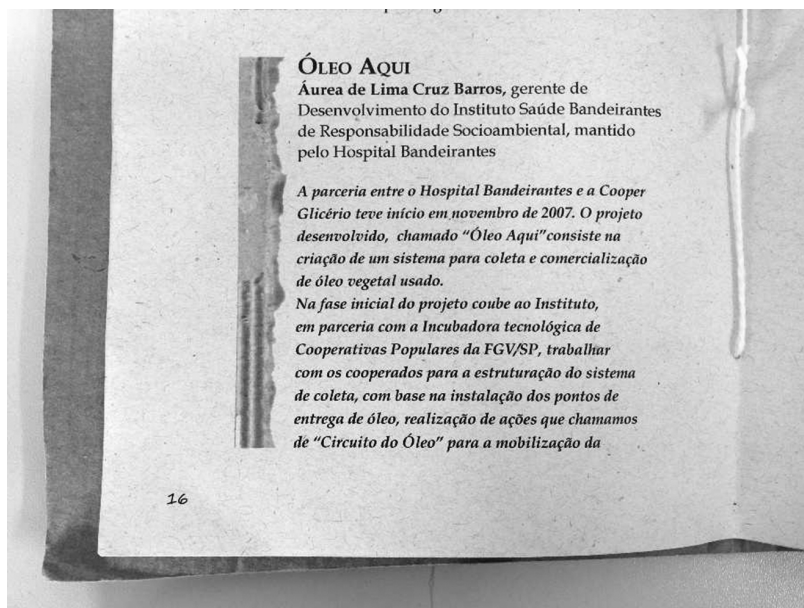 ÓLEO AQUI
Áurea de Lima Cruz Barros, gerente de
Desenvolvimento do Instituto Saúde Bandeirantes
de Responsabilidade Socioambiental, mantido
pelo Hospital Bandeirantes
A parceria entre o Hospital Bandeirantes e a Cooper
Glicério teve início em novembro de 2007. O projeto
desenvolvido, chamado “Óleo Aqui”consiste na
criação de um sistema para coleta e comercialização
de óleo vegetal usado.
Na fase inicial do projeto coube ao Instituto,
em parceria com a Incubadora tecnológica de
Cooperativas Populares da FGV/SP, trabalhar
com os cooperados para a estruturação do sistema
de coleta, com base na instalação dos pontos de
entrega de óleo, realização de ações que chamamos
de “Circuito do Óleo” para a mobilização da
16